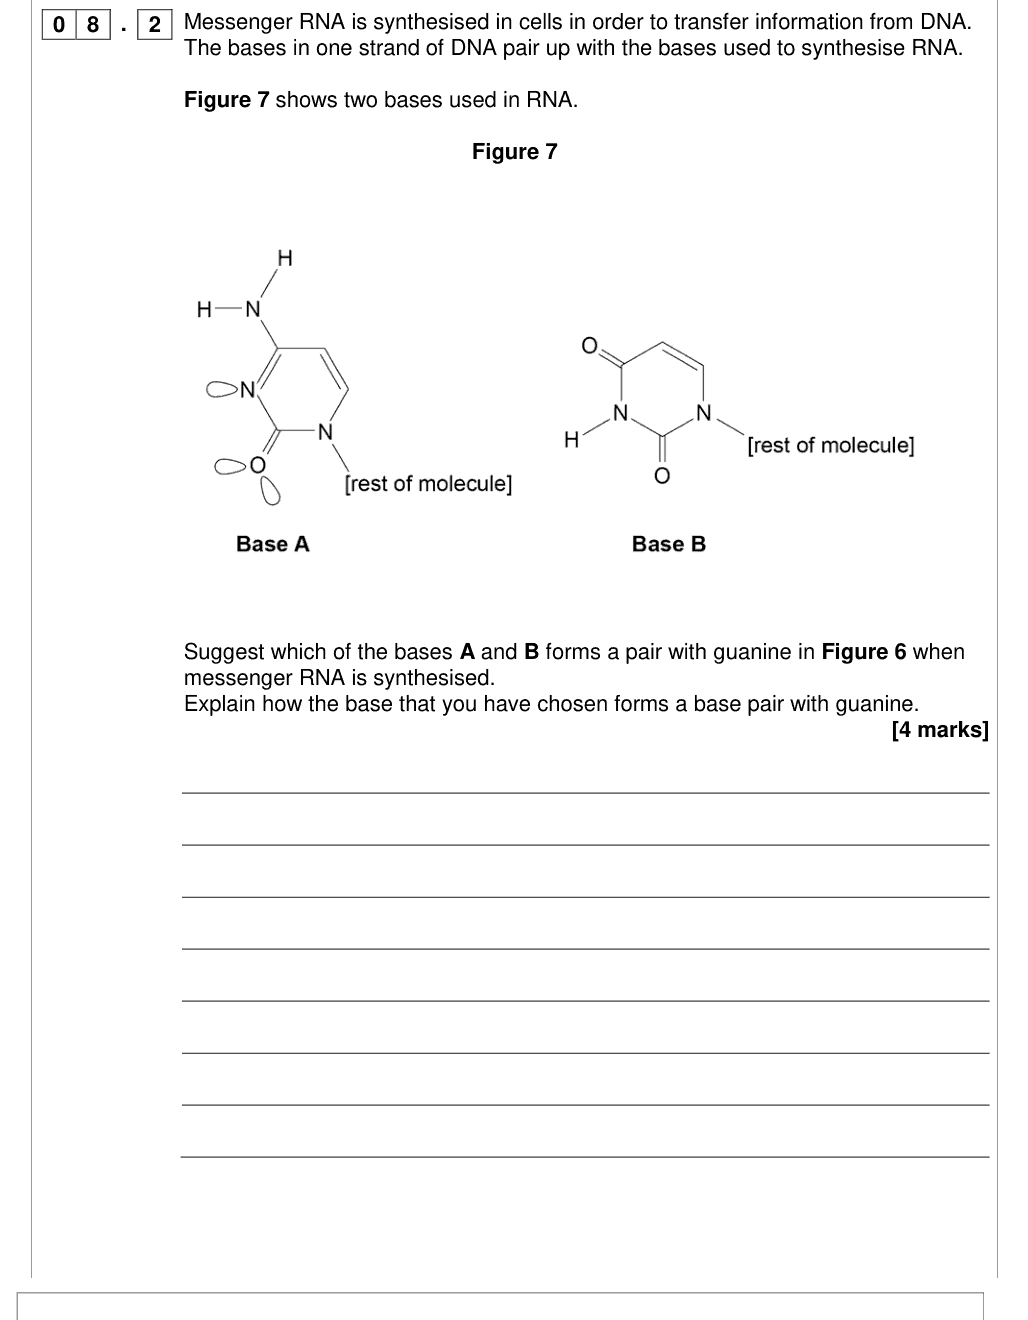 0 8 . 2 Messenger RNA is synthesised in cells in order to transfer information from DNA.
The bases in one strand of DNA pair up with the bases used to synthesise RNA.
Figure 7 shows two bases used in RNA.
Figure 7
H
H N
N
N
O
[rest of molecule]
Base A
O
N N
H
[rest of molecule]
O
Base B
Suggest which of the bases A and B forms a pair with guanine in Figure 6 when
messenger RNA is synthesised.
Explain how the base that you have chosen forms a base pair with guanine.
[4 marks]